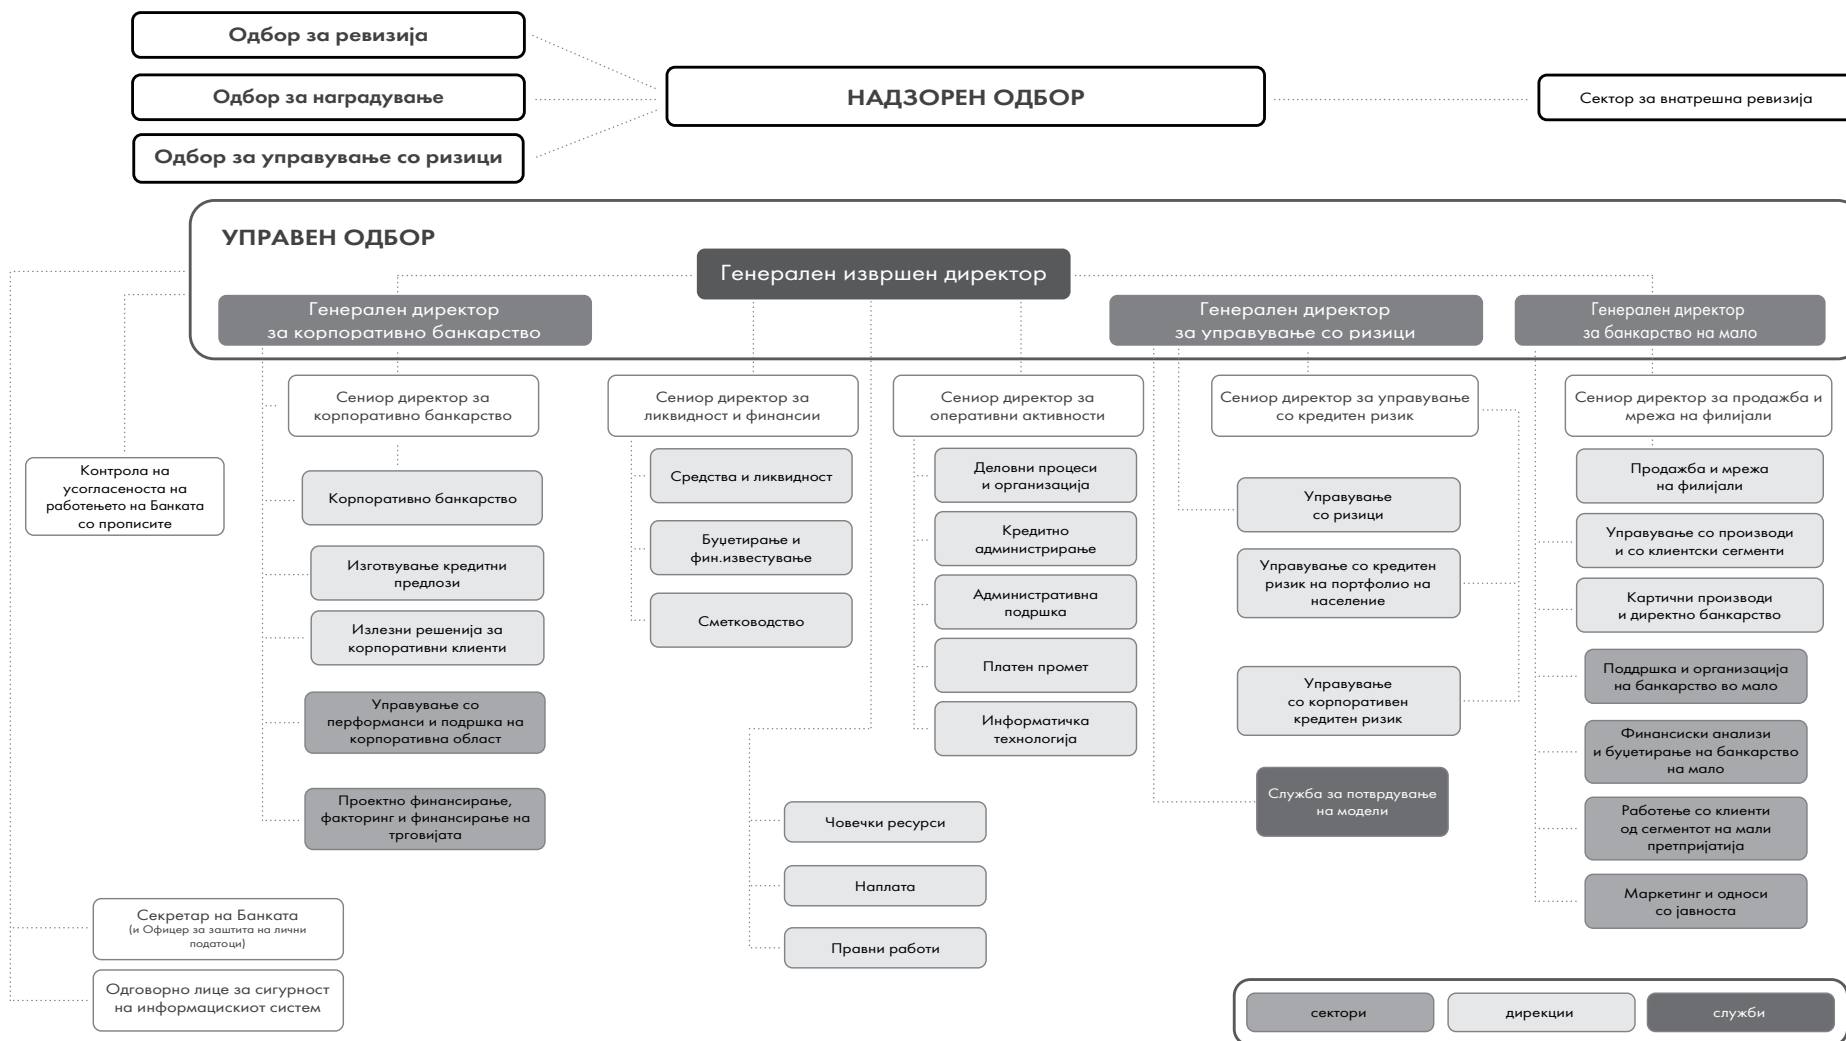 Одбор за ревизија
Одбор за наградување
Одбор за управување со ризици
НАДЗОРЕН ОДБОР
Сектор за внатрешна ревизија
УПРАВЕН ОДБОР
Генерален извршен директор
Генерален директор
за корпоративно банкарство
Генерален директор
за управување со ризици
Генерален директор
за банкарство на мало
Контрола на
усогласеноста на
работењето на Банката
со прописите
Сениор директор за
корпоративно банкарство
Корпоративно банкарство
Изготвување кредитни
предлози
Излезни решенија за
корпоративни клиенти
Управување со
перформанси и подршка на
корпоративна област
Проектно финансирање,
факторинг и финансирање на
трговијата
Сениор директор за
ликвидност и финансии
Средства и ликвидност
Буџетирање и
фин.известување
Сметководство
Сениор директор за
оперативни активности
Деловни процеси
и организација
Кредитно
администрирање
Административна
подршка
Платен промет
Информатичка
технологија
Човечки ресурси
Наплата
Правни работи
Сениор директор за управување
со кредитен ризик
Управување
со ризици
Управување со кредитен
ризик на портфолио на
население
Управување
со корпоративен
кредитен ризик
Служба за потврдување
на модели
Сениор директор за продажба и
мрежа на филијали
Продажба и мрежа
на филијали
Управување со производи
и со клиентски сегменти
Картични производи
и директно банкарство
Поддршка и организација
на банкарство во мало
Финансиски анализи
и буџетирање на банкарство
на мало
Работење со клиенти
од сегментот на мали
претпријатија
Маркетинг и односи
со јавноста
Секретар на Банката
(и Офицер за заштита на лични
податоци)
Одговорно лице за сигурност
на информацискиот систем
сектори
дирекции
служби